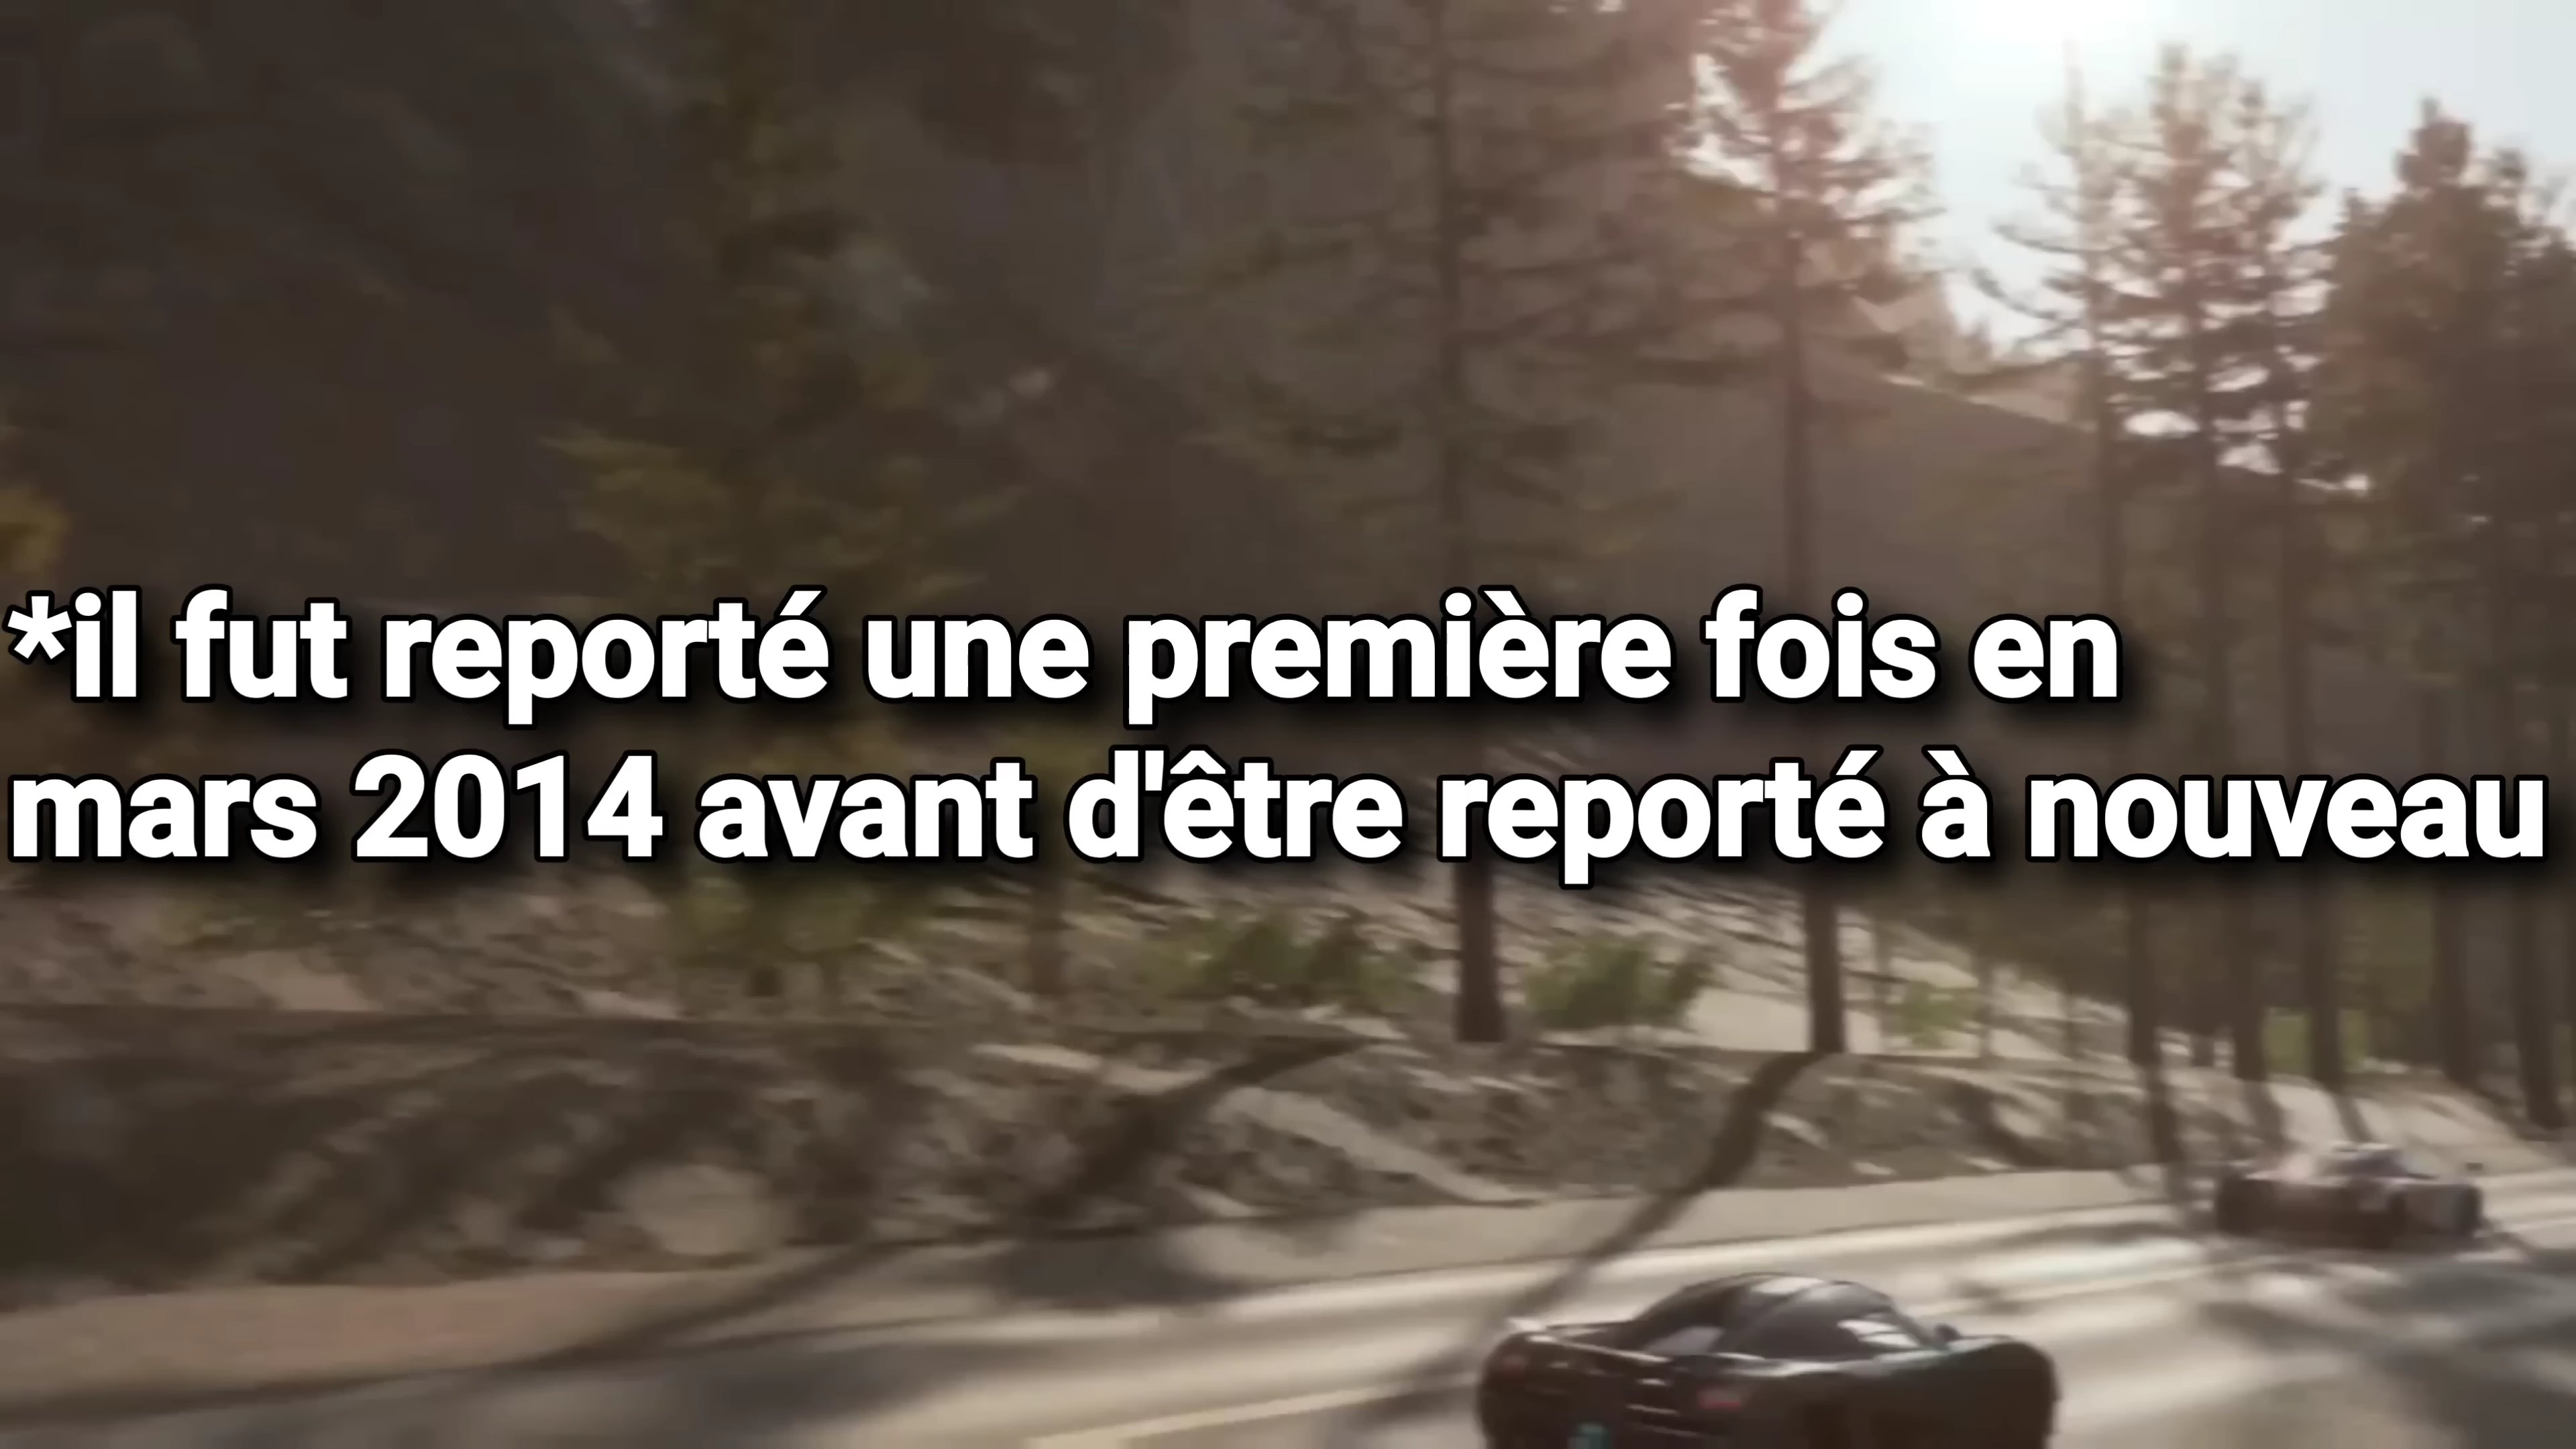 *il fut reporté une première fois en
mars 2014 avant d'être reporté à nouveau